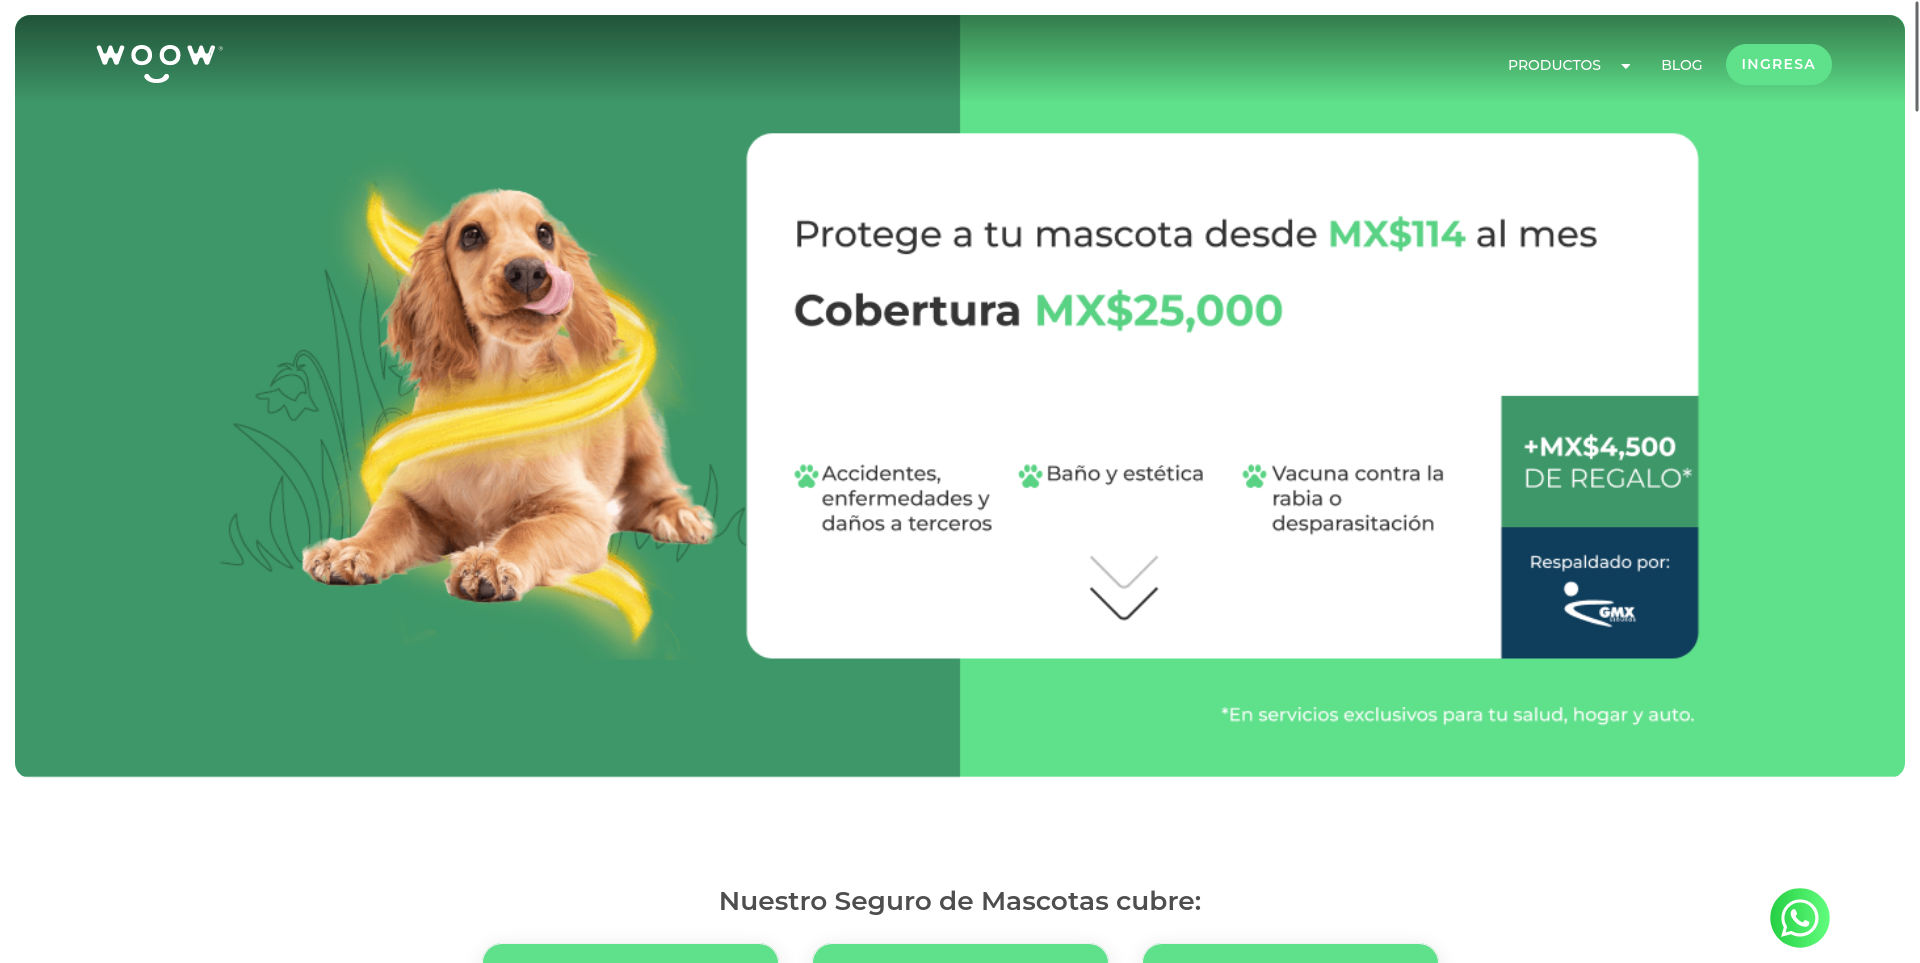 WOOW
PRODUCTOS
BLOG
INGRESA
Protege a tu mascota desde MX$114 al mes
Cobertura MX$25,000
Accidentes,
enfermedades y
daños a terceros
Baño y estética
Vacuna contra la
rabia o
desparasitación
+MX$4,500
DE REGALO*
Respaldado por:
GMX
*En servicios exclusivos para tu salud, hogar y auto.
Nuestro Seguro de Mascotas cubre: